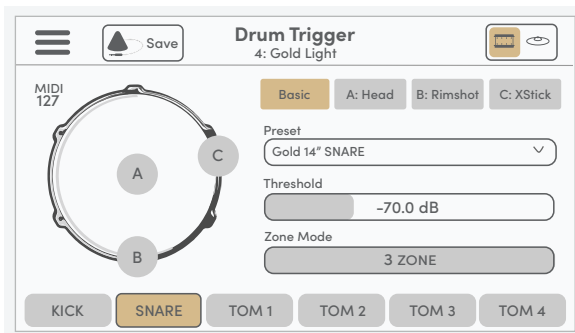 Save
Drum Trigger
4: Gold Light
MIDI
127
Basic
A: Head
B: Rimshot
C: XStick
A
B
C
Preset
Gold 14" SNARE
Threshold
-70.0 dB
Zone Mode
3 ZONE
KICK
SNARE
TOM 1
TOM 2
TOM 3
TOM 4